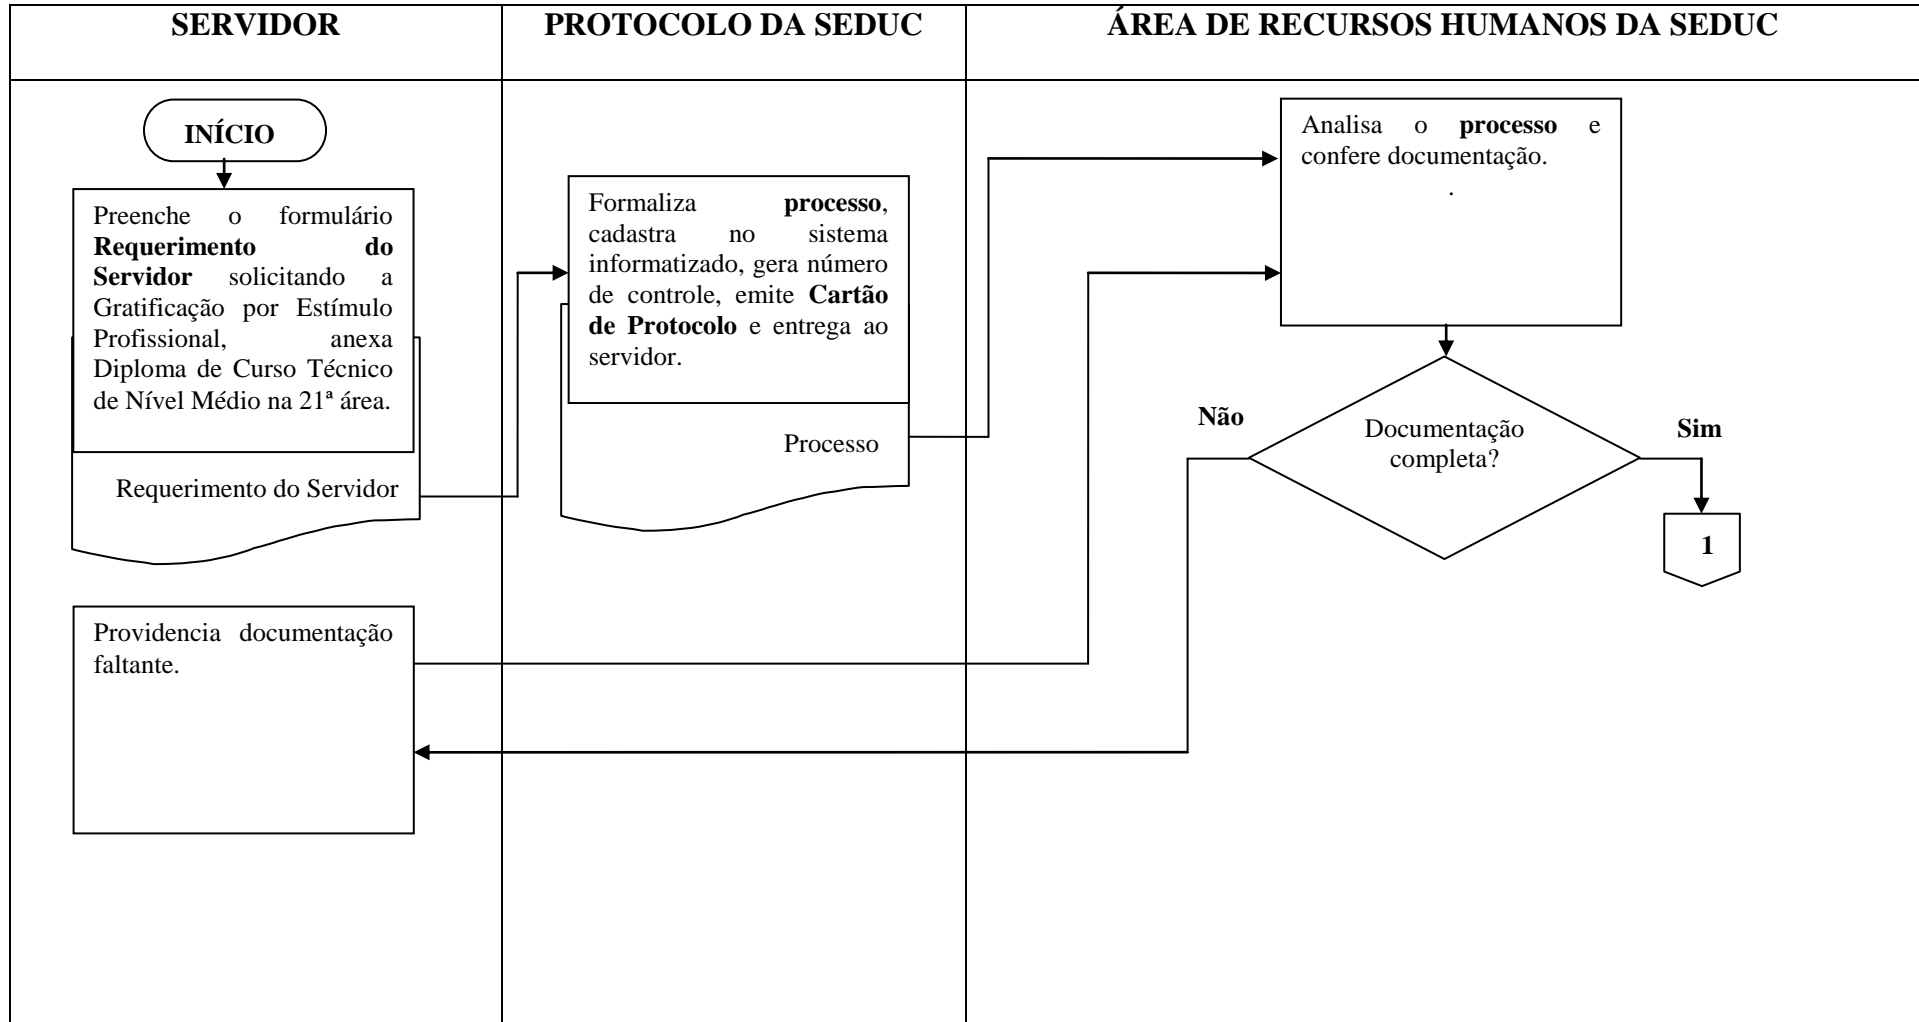 SERVIDOR
PROTOCOLO DA SEDUC
ÁREA DE RECURSOS HUMANOS DA SEDUC
INÍCIO
Preenche o formulário
Requerimento do
Servidor solicitando a
Gratificação por Estímulo
Profissional, anexa
Diploma de Curso Técnico
de Nível Médio na 21ª área.
Requerimento do Servidor
Providencia documentação
faltante.
Formaliza processo,
cadastra no sistema
informatizado, gera número
de controle, emite Cartão
de Protocolo e entrega ao
servidor.
Processo
Analisa o processo e
confere documentação.
.
Não
Documentação
completa?
Sim
1